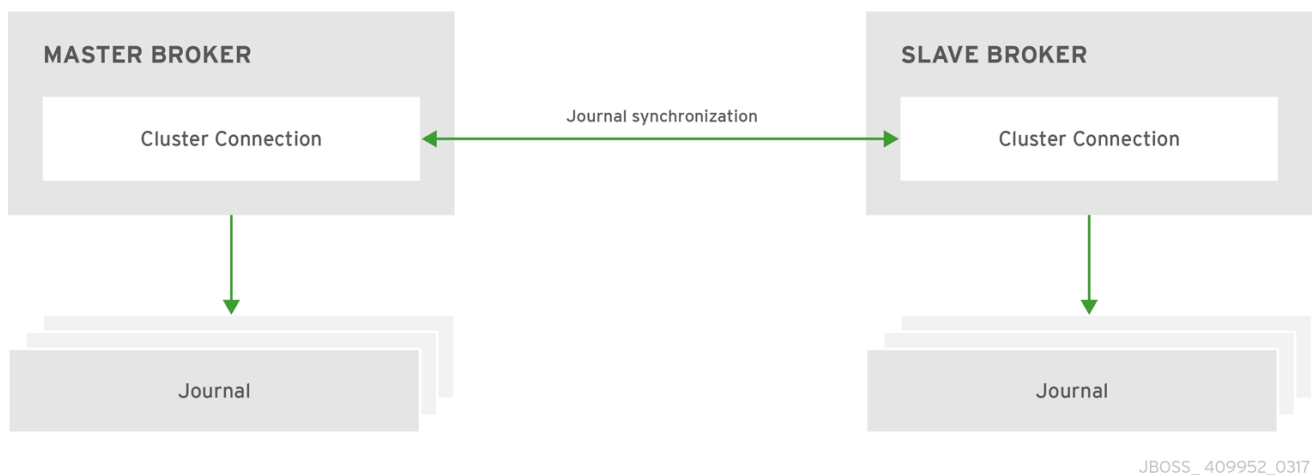 MASTER BROKER
SLAVE BROKER
Cluster Connection
Journal synchronization
Cluster Connection
Journal
Journal
JBOSS_409952_0317